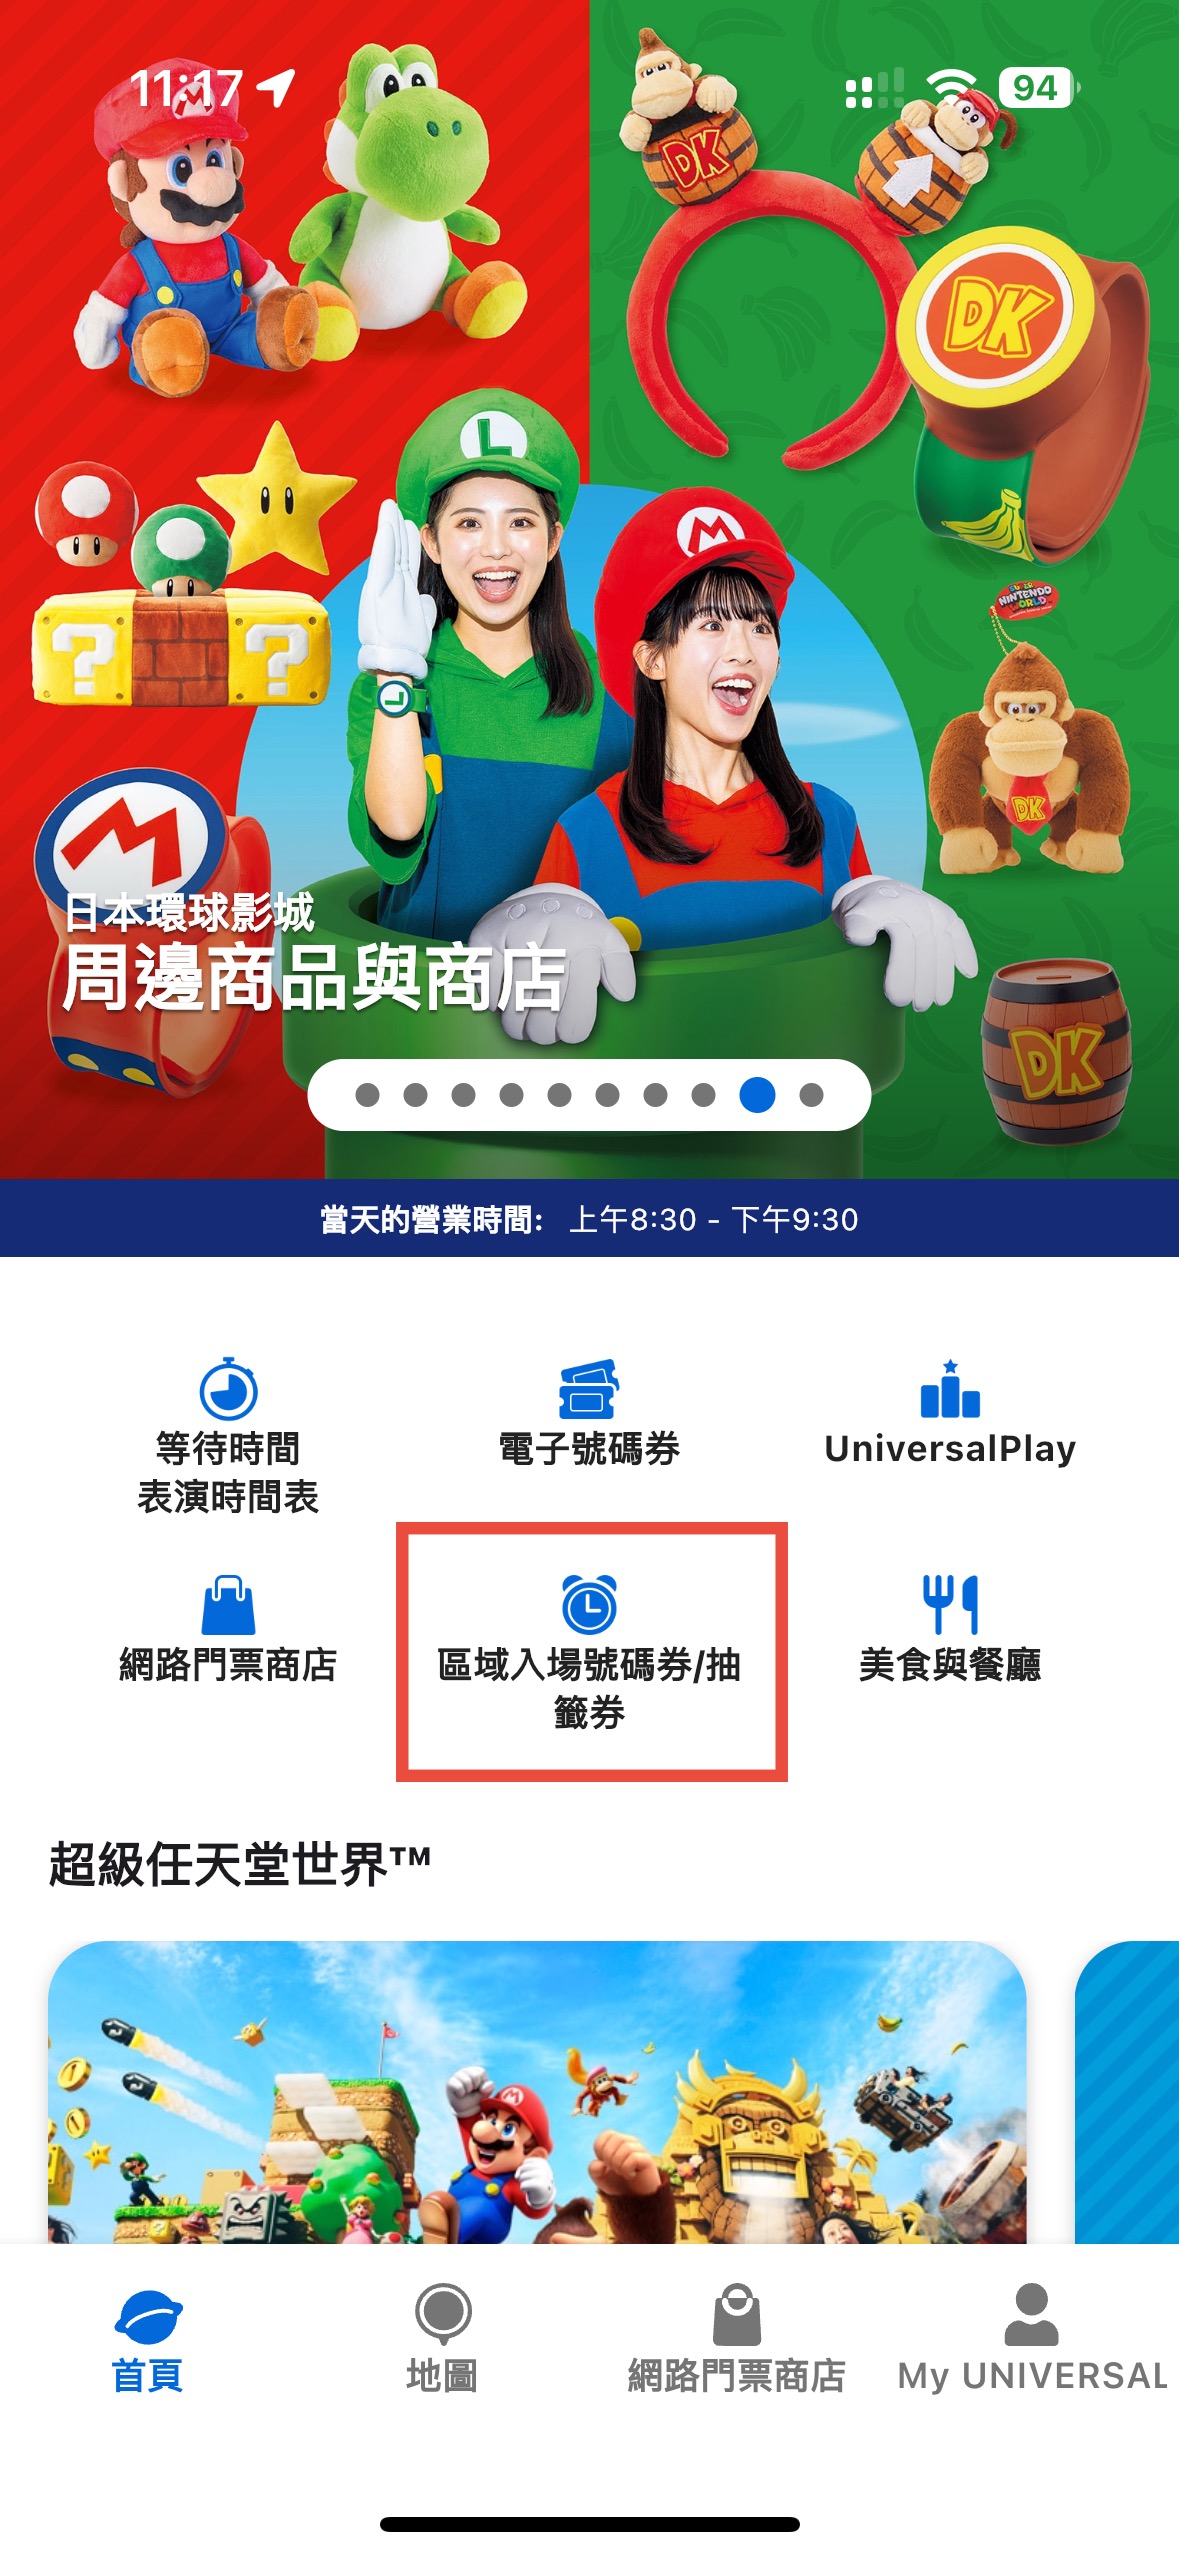 11:17
94
M
L
M
DK
DK
SUPER
NINTENDO
WORLD
DK
? ?
M
日本環球影城
周邊商品與商店
DK
當天的營業時間: 上午8:30 - 下午9:30
等待時間
表演時間表
電子號碼券
UniversalPlay
網路門票商店
區域入場號碼券/抽
籤券
美食與餐廳
超級任天堂世界™
首頁
地圖
網路門票商店
My UNIVERSAL